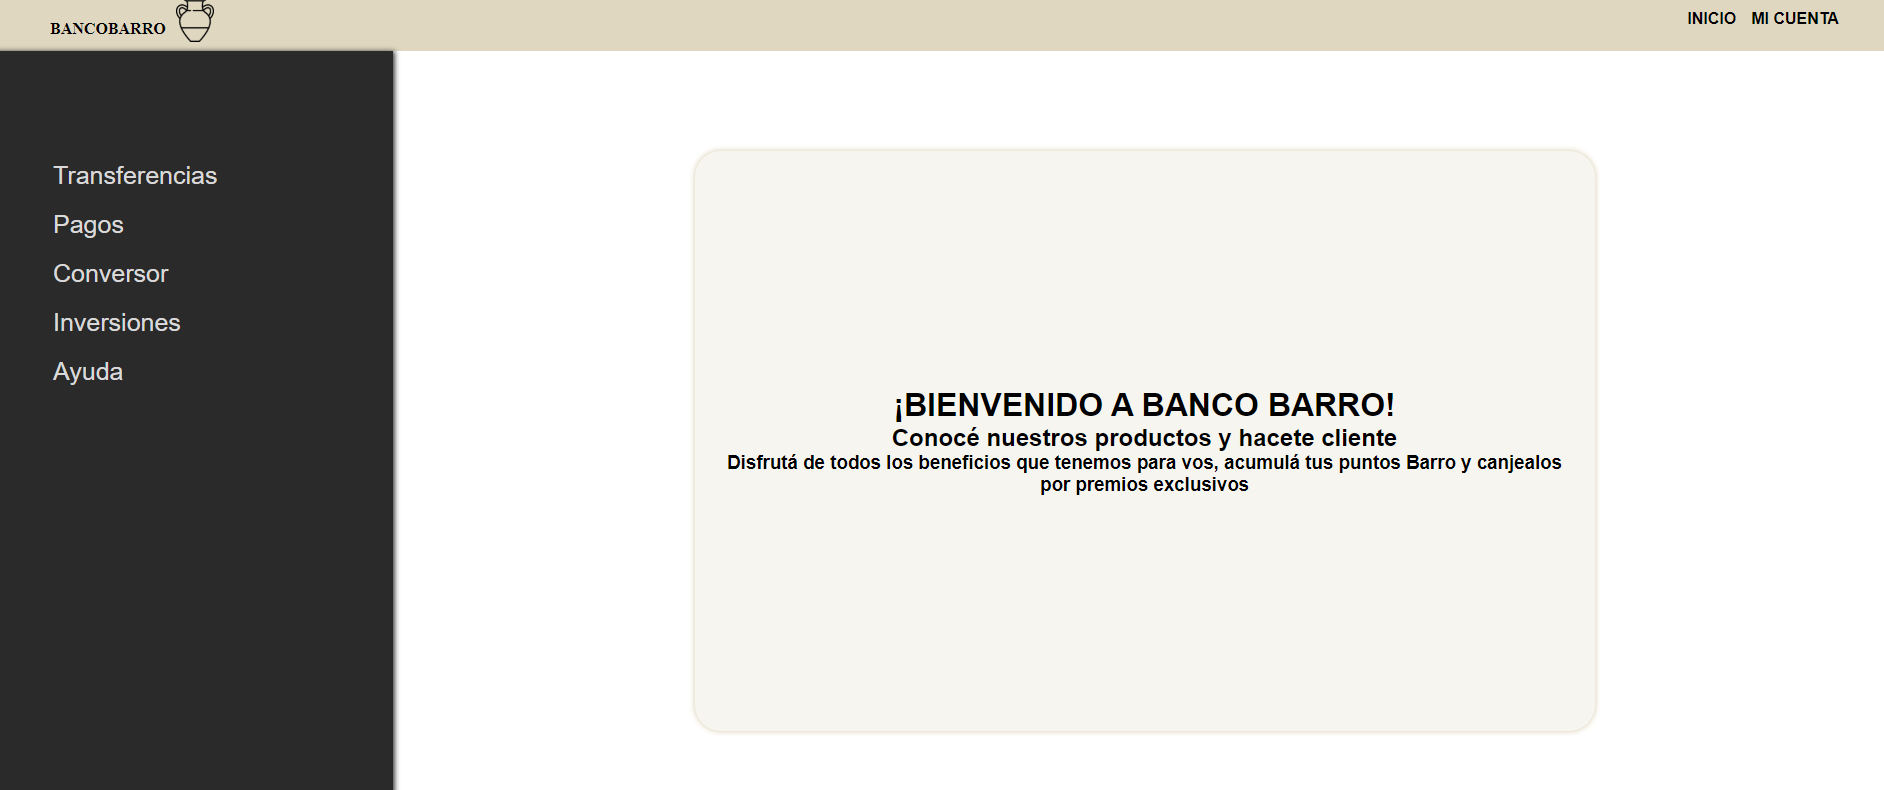 BANCOBARRO
INICIO MI CUENTA
Transferencias
Pagos
Conversor
Inversiones
Ayuda
¡BIENVENIDO A BANCO BARRO!
Conocé nuestros productos y hacete cliente
Disfrutá de todos los beneficios que tenemos para vos, acumulá tus puntos Barro y canjealos
por premios exclusivos